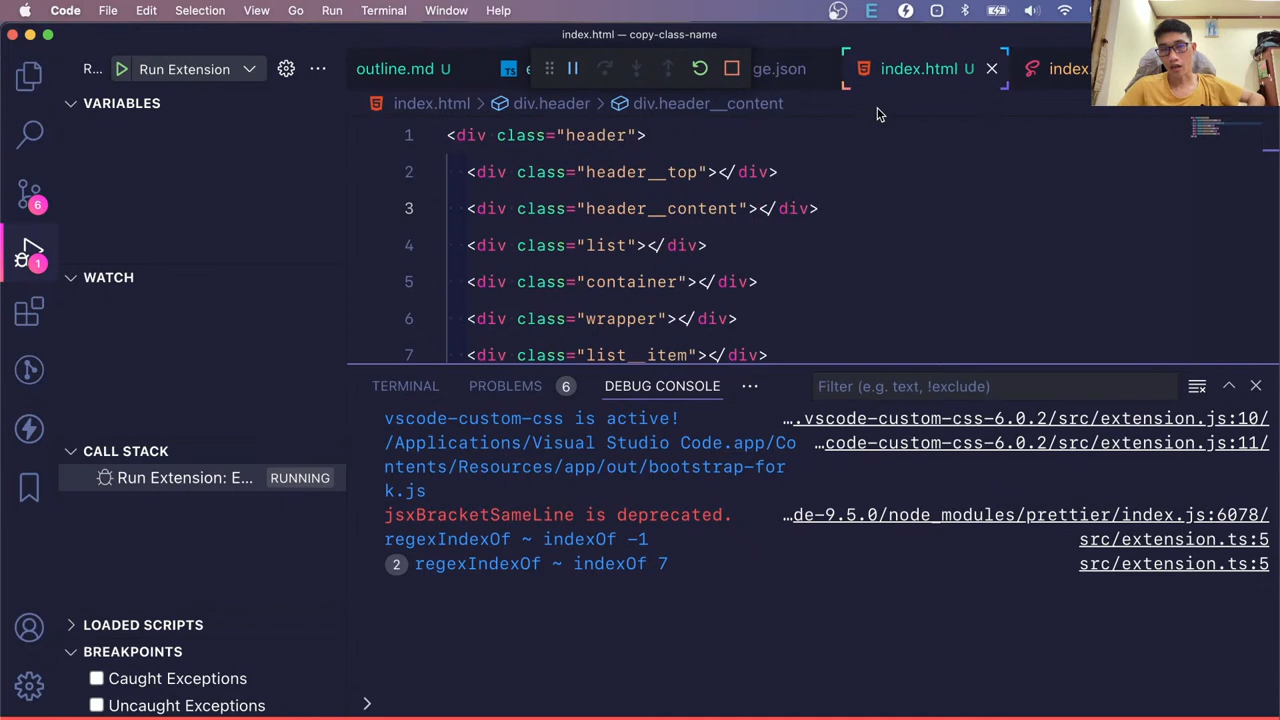 Code File Edit Selection View Go Run Terminal Window Help
index.html — copy-class-name
R... Run Extension
outline.md U
ge.json
index.html U
index.
VARIABLES
index.html > div.header > div.header__content
1 <div class="header">
2 <div class="header__top"></div>
3 <div class="header__content"></div>
4 <div class="list"></div>
5 <div class="container"></div>
6 <div class="wrapper"></div>
7 <div class="list__item"></div>
6
1
WATCH
CALL STACK
Run Extension: E... RUNNING
LOADED SCRIPTS
BREAKPOINTS
Caught Exceptions
Uncaught Exceptions
TERMINAL PROBLEMS 6 DEBUG CONSOLE ... Filter (e.g. text, !exclude)
vscode-custom-css is active! ...vscode-custom-css-6.0.2/src/extension.js:10/
/Applications/Visual Studio Code.app/Co ...code-custom-css-6.0.2/src/extension.js:11/
ntents/Resources/app/out/bootstrap-for
k.js
jsxBracketSameLine is deprecated. ...de-9.5.0/node_modules/prettier/index.js:6078/
regexIndexOf ~ indexOf -1 src/extension.ts:5
2 regexIndexOf ~ indexOf 7 src/extension.ts:5